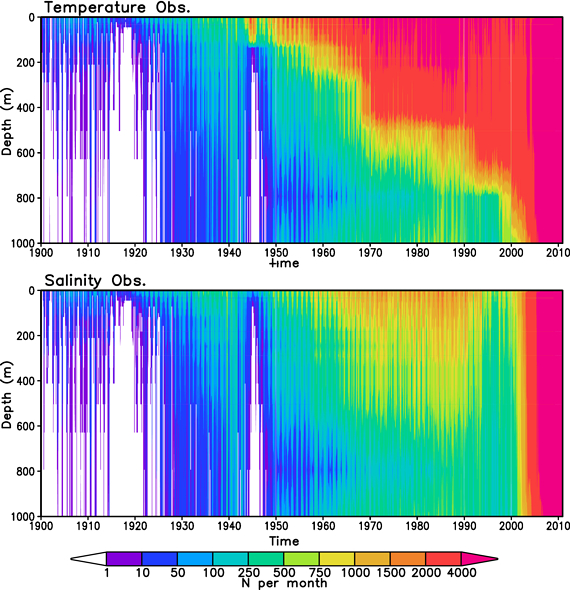 Temperature Obs.
0
200
400
600
800
1000
Depth (m)
1900 1910 1920 1930 1940 1950 1960 1970 1980 1990 2000 2010
time
Salinity Obs.
0
200
400
600
800
1000
Depth (m)
1900 1910 1920 1930 1940 1950 1960 1970 1980 1990 2000 2010
Time
1 10 50 100 250 500 750 1000 1500 2000 4000
N per month